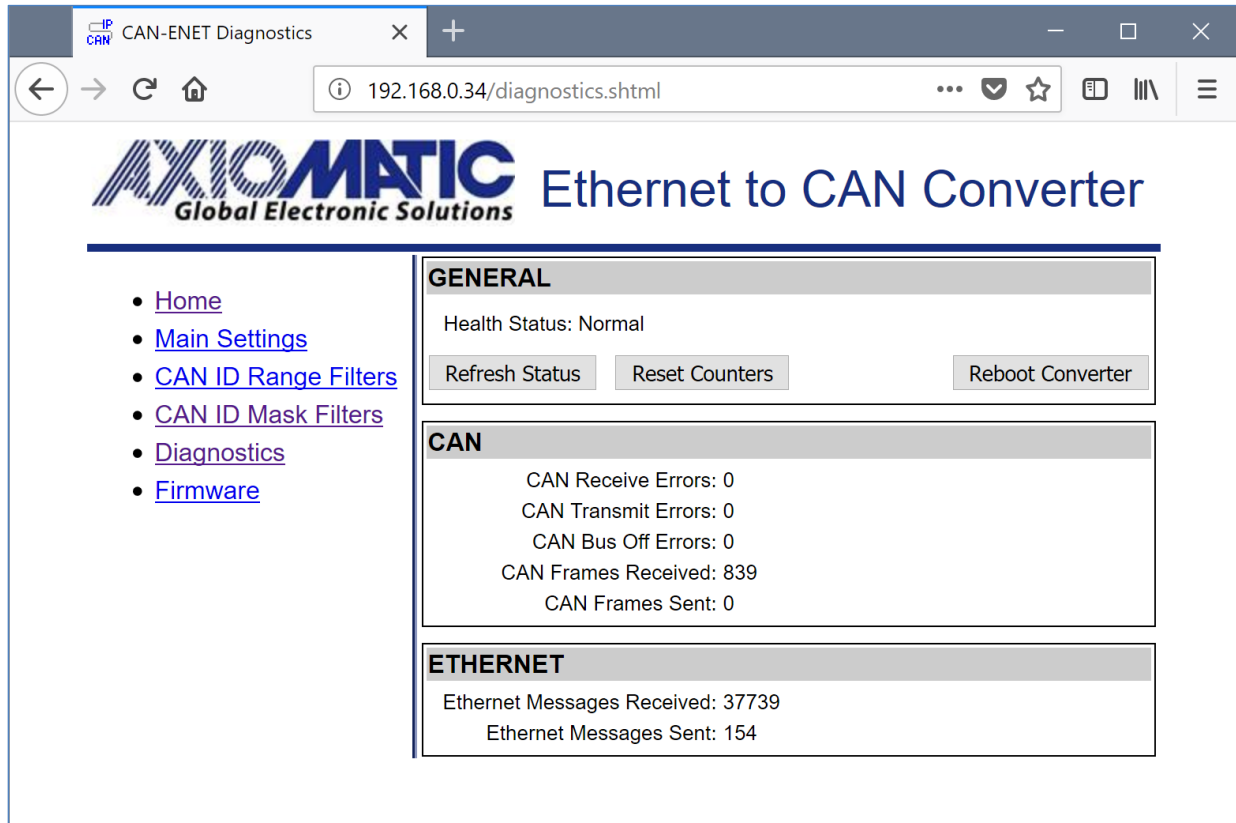 IP
CAN
CAN-ENET Diagnostics
192.168.0.34/diagnostics.shtml
AXIOMATIC
Global Electronic Solutions
Ethernet to CAN Converter
Home
Main Settings
CAN ID Range Filters
CAN ID Mask Filters
Diagnostics
Firmware
GENERAL
Health Status: Normal
Refresh Status Reset Counters Reboot Converter
CAN
CAN Receive Errors: 0
CAN Transmit Errors: 0
CAN Bus Off Errors: 0
CAN Frames Received: 839
CAN Frames Sent: 0
ETHERNET
Ethernet Messages Received: 37739
Ethernet Messages Sent: 154